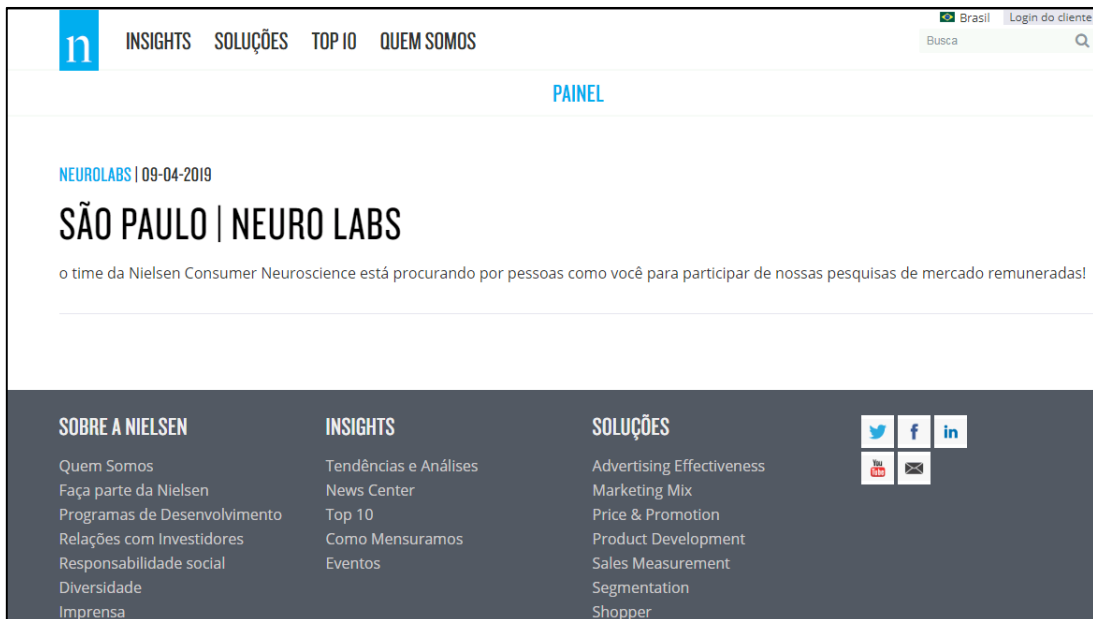 Brasil Login do cliente
n INSIGHTS SOLUÇÕES TOP 10 QUEM SOMOS
Busca
PAINEL
NEUROLABS | 09-04-2019
SÃO PAULO | NEURO LABS
o time da Nielsen Consumer Neuroscience está procurando por pessoas como você para participar de nossas pesquisas de mercado remuneradas!
SOBRE A NIELSEN
Quem Somos
Faça parte da Nielsen
Programas de Desenvolvimento
Relações com Investidores
Responsabilidade social
Diversidade
Imprensa
INSIGHTS
Tendências e Análises
News Center
Top 10
Como Mensuramos
Eventos
SOLUÇÕES
Advertising Effectiveness
Marketing Mix
Price & Promotion
Product Development
Sales Measurement
Segmentation
Shopper
f in
You Tube